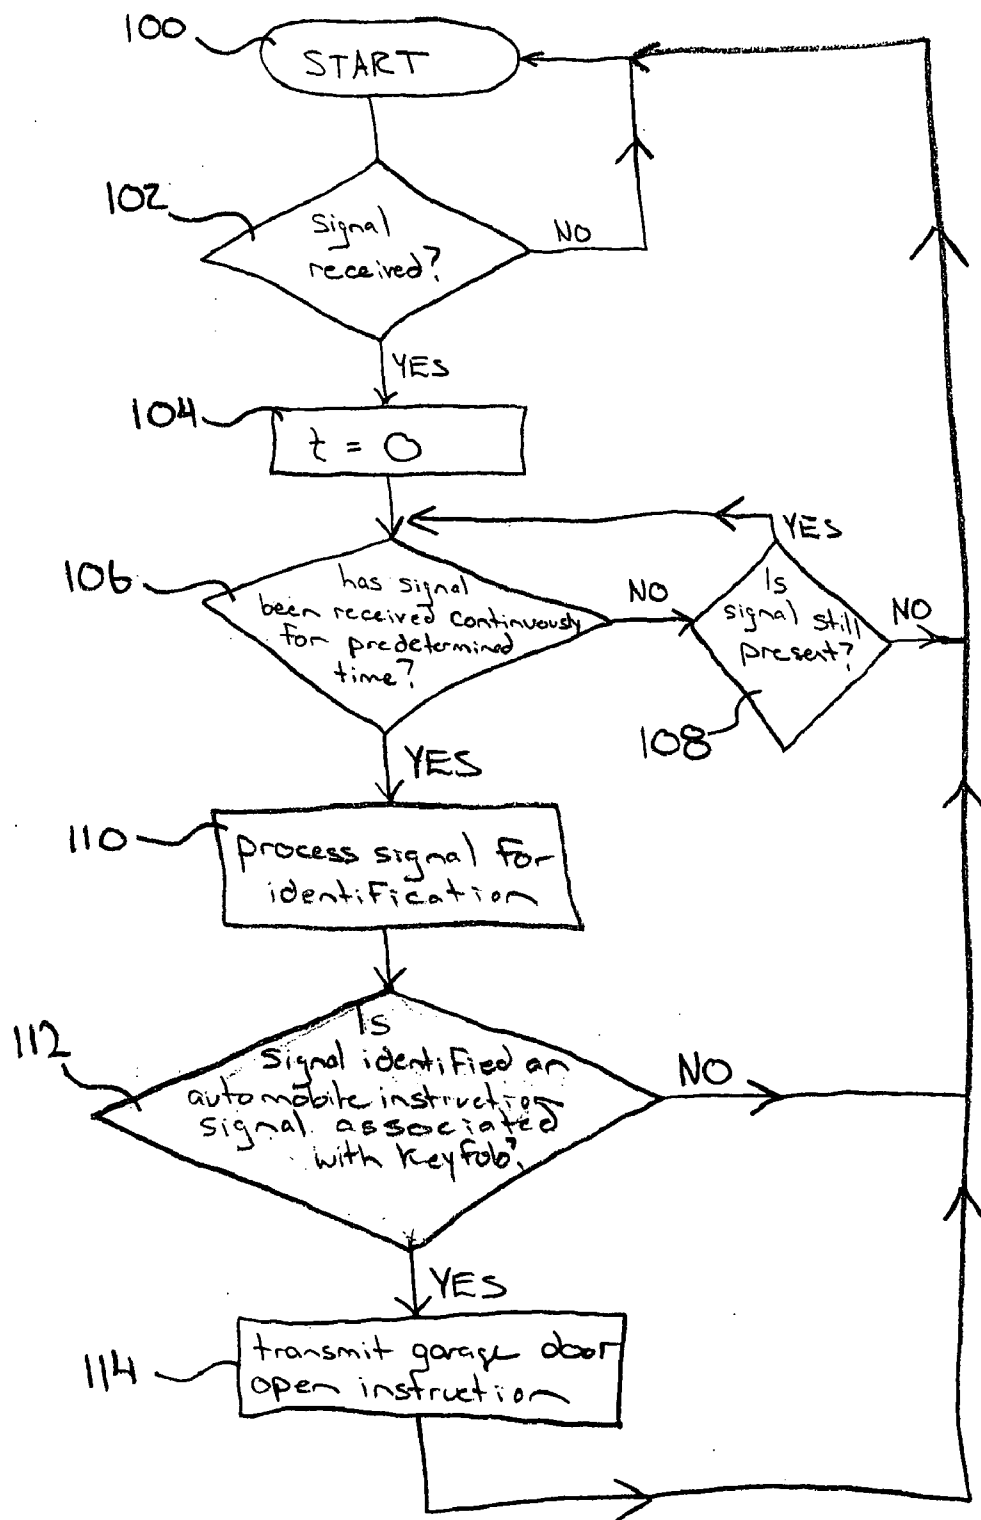 100
START
102
Signal
received?
NO
YES
104
t = 0
YES
106
has signal
been received continuously
for predetermined
time?
NO
Is
signal still
present?
NO
108
YES
110
process signal for
identification
112
Is
Signal identified an
automobile instruction
signal associated
with keyfob?
NO
YES
114
transmit garage door
open instruction